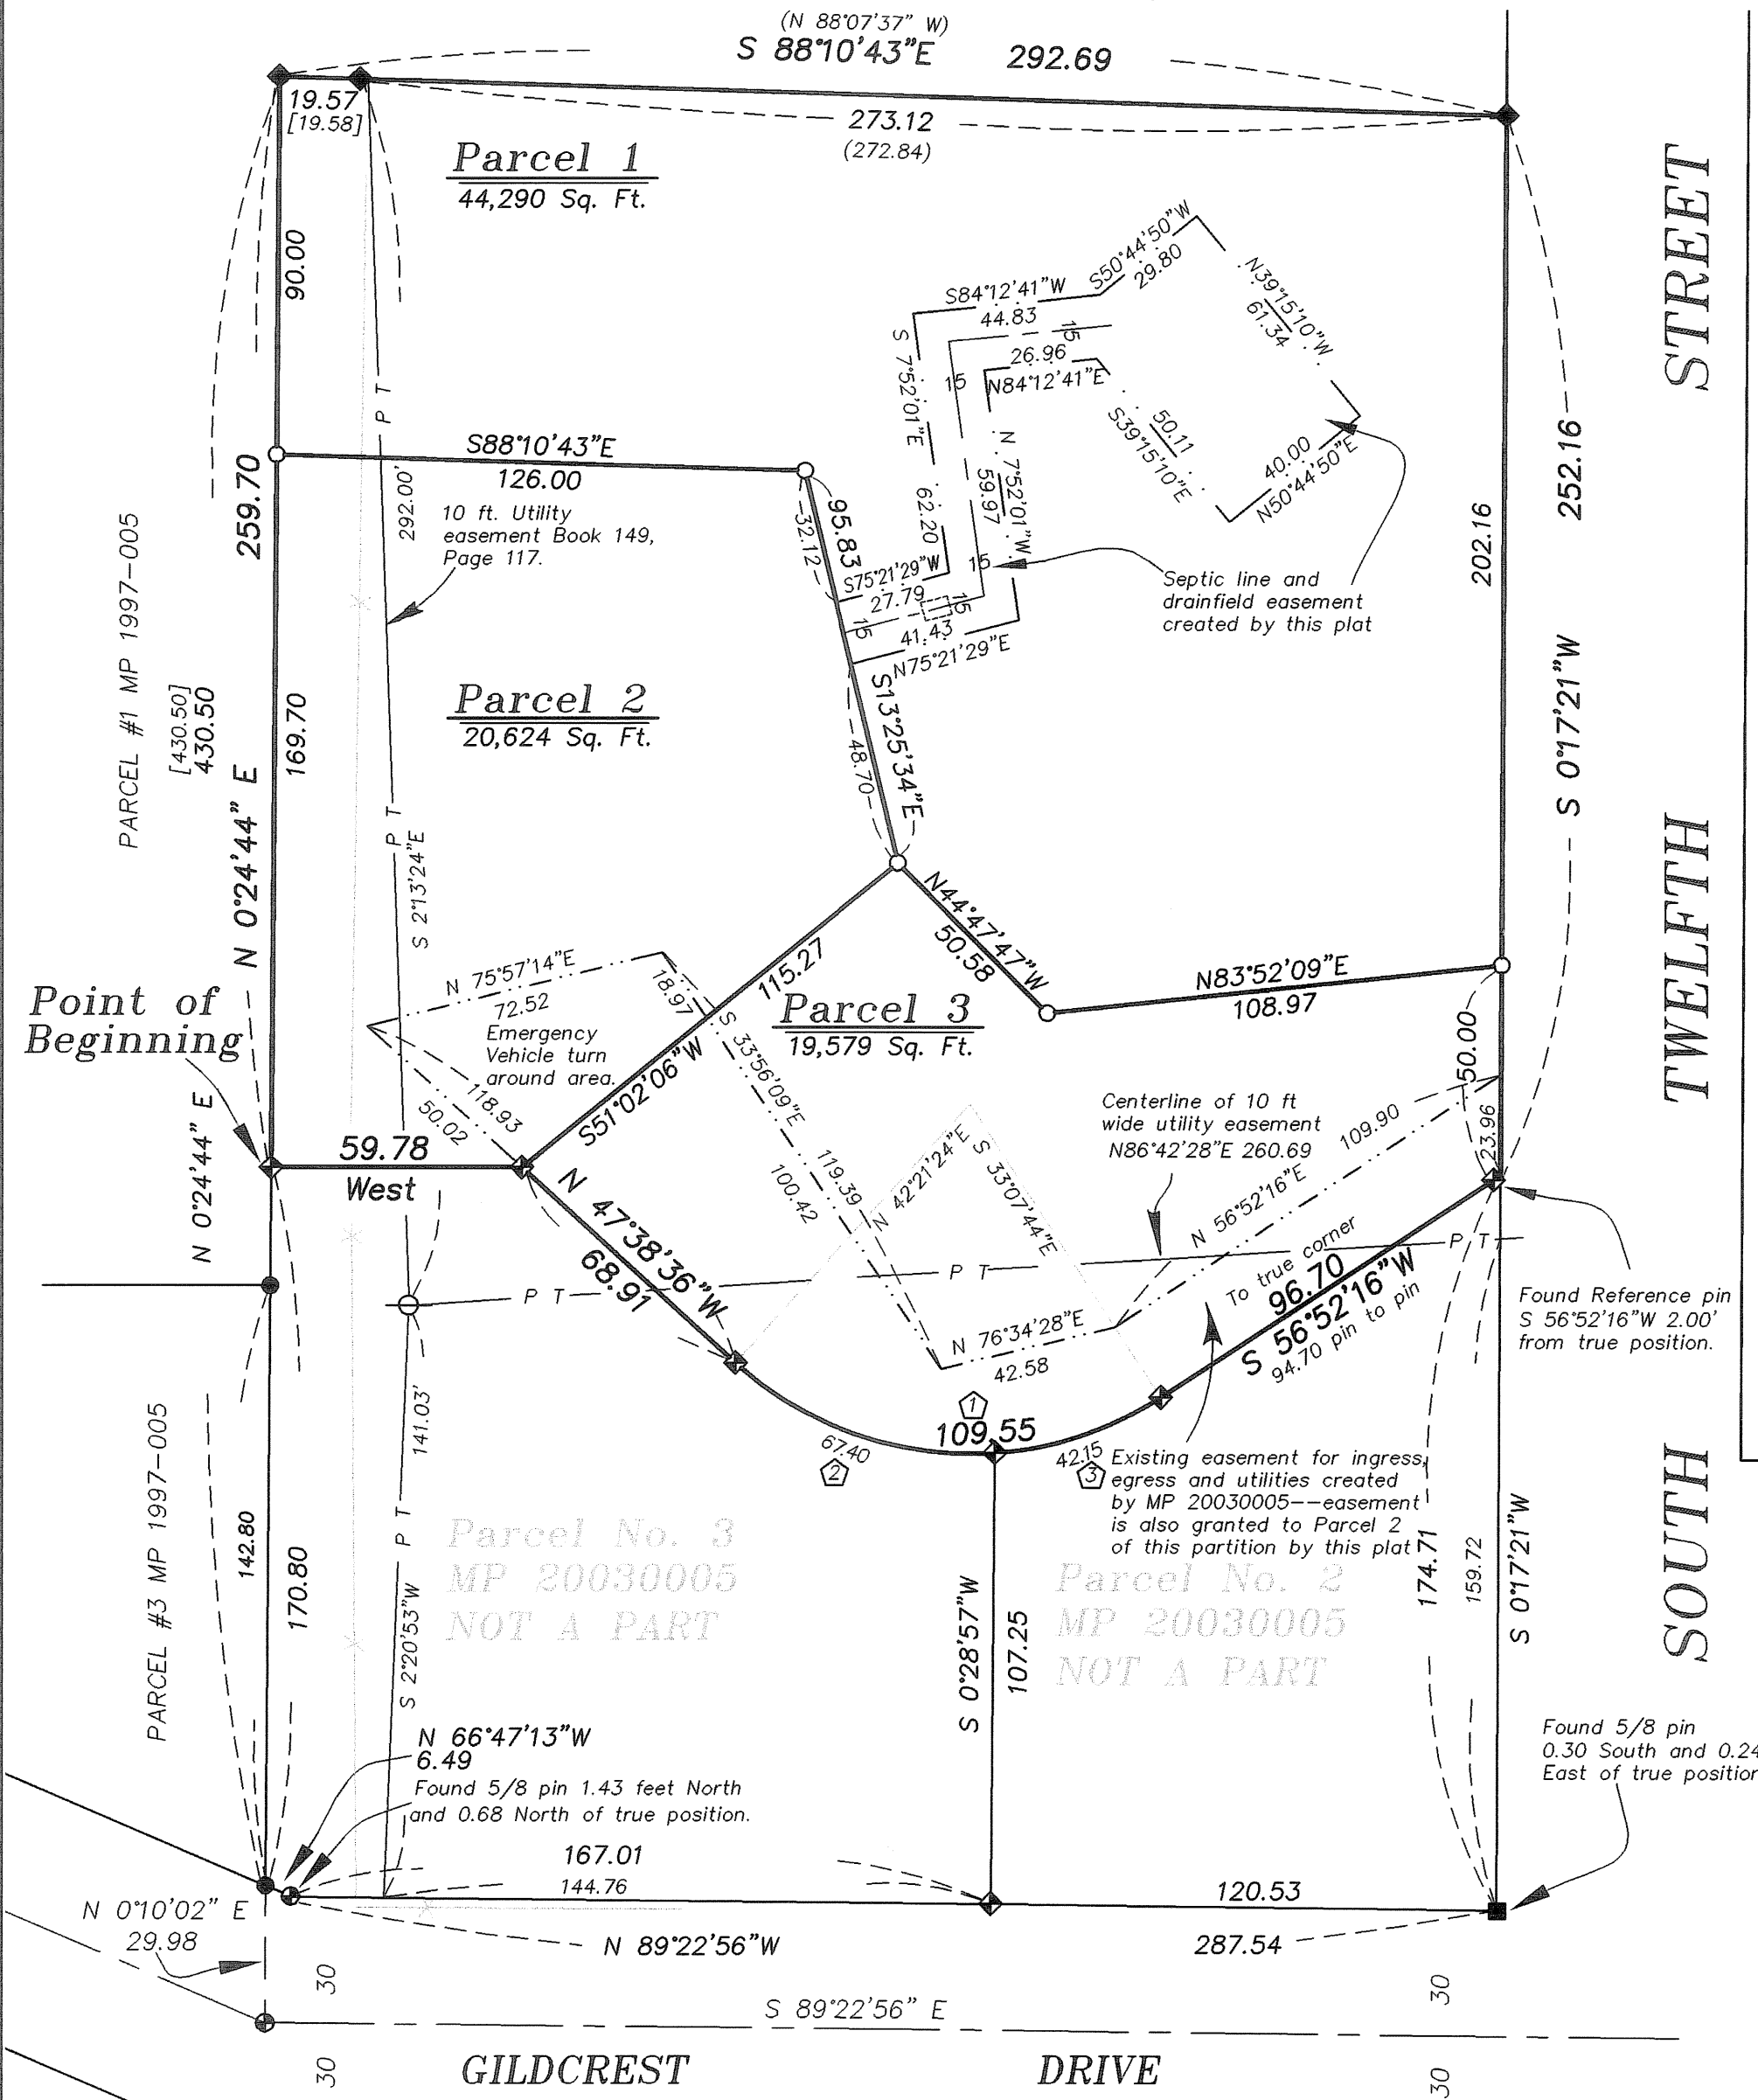 (N 88°07'37" W)
S 88°10'43"E 292.69
19.57
[19.58]
273.12
(272.84)
Parcel 1
44,290 Sq. Ft.
90.00
S50°44'50"W
29.80
N39°15'10"W
61.34
S84°12'41"W
44.83
15
26.96
N84°12'41"E
S 7°52'01"E
62.20
15
N 7°52'01"W
59.97
S39°15'10"E
50.11
40.00
N50°44'50"E
STREET
S88°10'43"E
126.00
259.70
292.00'
P T
10 ft. Utility
easement Book 149,
Page 117.
95.83
32.12
S75°21'29"W
27.79
15
15
15
41.43
N75°21'29"E
Septic line and
drainfield easement
created by this plat
202.16
252.16
S 0°17'21"W
PARCEL #1 MP 1997-005
[430.50]
430.50
169.70
N 0°24'44" E
Parcel 2
20,624 Sq. Ft.
S13°25'34"E
48.70
P T
S 2°13'24"E
TWELFTH
N44°47'47"W
50.58
N83°52'09"E
108.97
115.27
S51°02'06"W
Parcel 3
19,579 Sq. Ft.
Point of
Beginning
N 75°57'14"E
72.52
18.97
Emergency
Vehicle turn
around area.
118.93
50.02
S 33°56'09"E
119.39
100.42
N 42°21'24"E
S 33°07'44"E
Centerline of 10 ft
wide utility easement
N86°42'28"E 260.69
109.90
N 56°52'16"E
50.00
23.96
N 0°24'44" E
59.78
West
N 47°38'36"W
68.91
P T
P T
P T
To true corner
96.70
S 56°52'16"W
94.70 pin to pin
Found Reference pin
S 56°52'16"W 2.00'
from true position.
N 76°34'28"E
42.58
1
109.55
67.40
2
42.15
3
Existing easement for ingress,
egress and utilities created
by MP 20030005--easement
is also granted to Parcel 2
of this partition by this plat
PARCEL #3 MP 1997-005
142.80
170.80
141.03'
P T
S 2°20'53"W
Parcel No. 3
MP 20030005
NOT A PART
S 0°28'57"W
107.25
Parcel No. 2
MP 20030005
NOT A PART
174.71
159.72
S 0°17'21"W
SOUTH
N 66°47'13"W
6.49
Found 5/8 pin 1.43 feet North
and 0.68 North of true position.
Found 5/8 pin
0.30 South and 0.24
East of true position
167.01
144.76
120.53
N 0°10'02" E
29.98
N 89°22'56"W
287.54
30
30
S 89°22'56" E
30
GILDCREST DRIVE
30